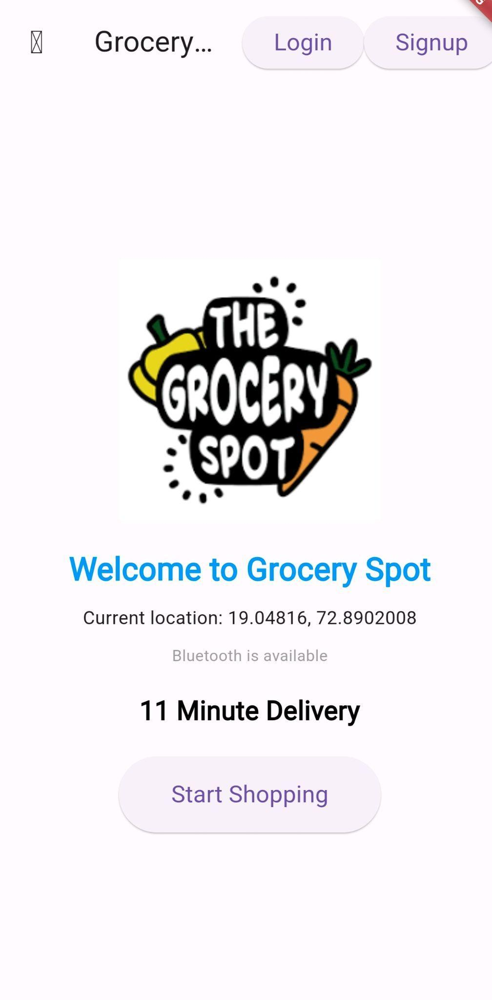 Grocery... Login Signup
THE
GROCERY
SPOT
Welcome to Grocery Spot
Current location: 19.04816, 72.8902008
Bluetooth is available
11 Minute Delivery
Start Shopping